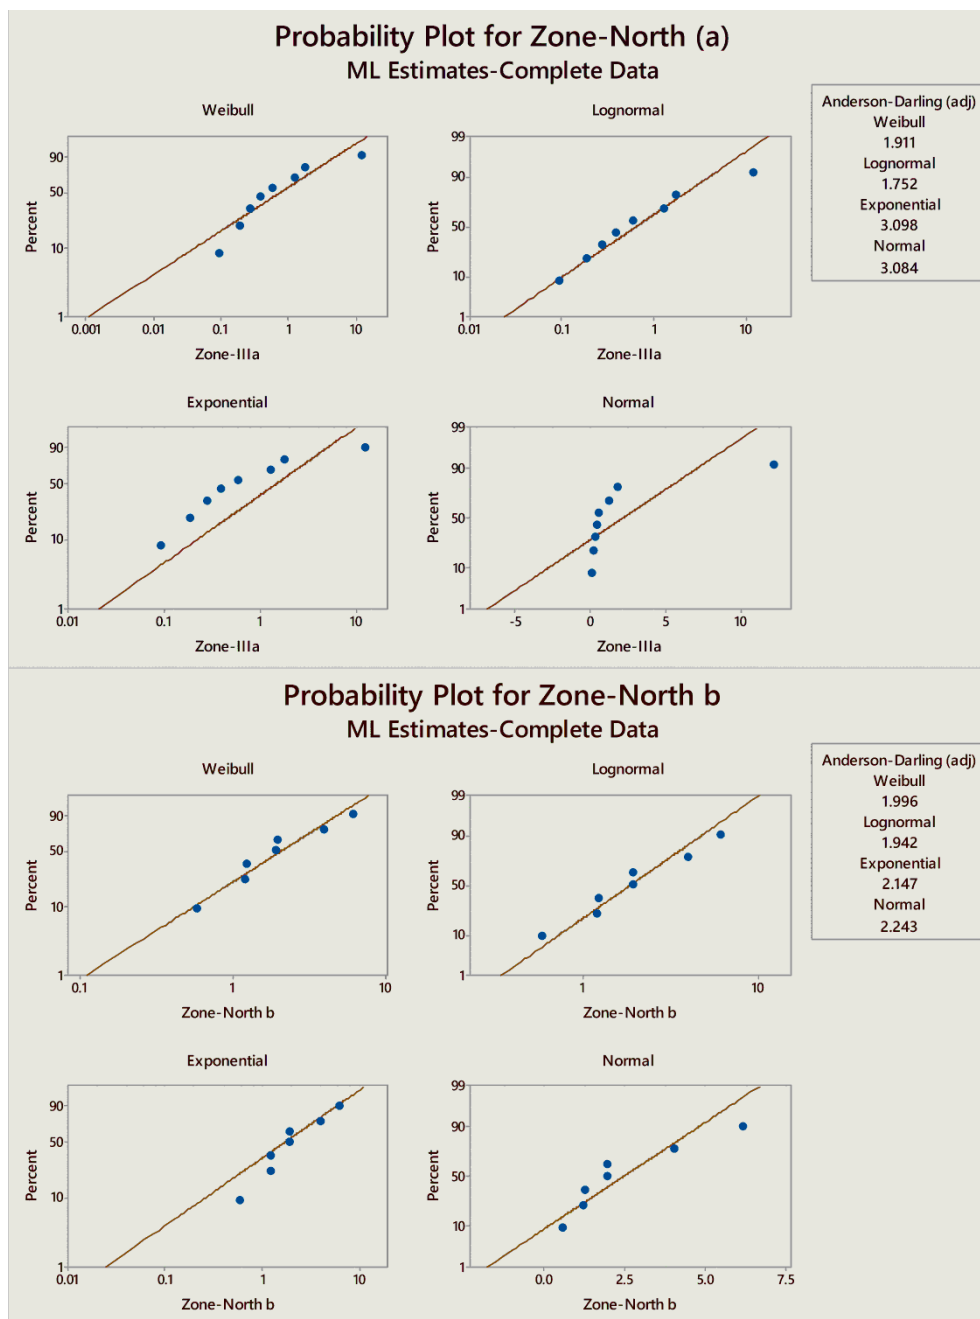 Probability Plot for Zone-North (a)
ML Estimates-Complete Data
Weibull
Lognormal
Percent
90
50
10
1
0.001
0.01
0.1
1
10
Zone-IIIa
Percent
99
90
50
10
1
0.01
0.1
1
10
Zone-IIIa
Anderson-Darling (adj)
Weibull
1.911
Lognormal
1.752
Exponential
3.098
Normal
3.084
Exponential
Normal
Percent
90
50
10
1
0.01
0.1
1
10
Zone-IIIa
Percent
99
90
50
10
1
-5
0
5
10
Zone-IIIa
Probability Plot for Zone-North b
ML Estimates-Complete Data
Weibull
Lognormal
Percent
90
50
10
1
0.1
1
10
Zone-North b
Percent
99
90
50
10
1
1
10
Zone-North b
Anderson-Darling (adj)
Weibull
1.996
Lognormal
1.942
Exponential
2.147
Normal
2.243
Exponential
Normal
Percent
90
50
10
1
0.01
0.1
1
10
Zone-North b
Percent
99
90
50
10
1
0.0
2.5
5.0
7.5
Zone-North b